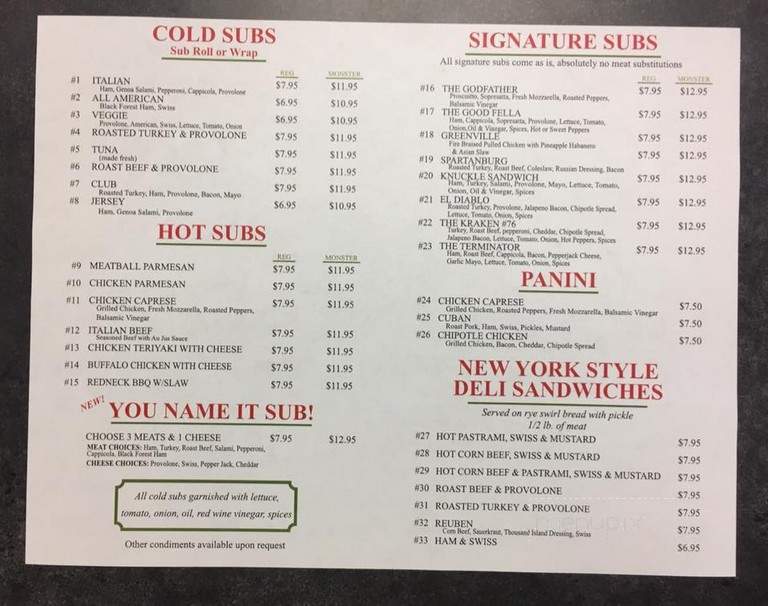 COLD SUBS
Sub Roll or Wrap
REG MONSTER
#1 ITALIAN $7.95 $11.95
Ham, Genoa Salami, Pepperoni, Cappicola, Provolone
#2 ALL AMERICAN $6.95 $10.95
Black Forest Ham, Swiss
#3 VEGGIE $6.95 $10.95
Provolone, American, Swiss, Lettuce, Tomato, Onion
#4 ROASTED TURKEY & PROVOLONE $7.95 $11.95
#5 TUNA $7.95 $11.95
(made fresh)
#6 ROAST BEEF & PROVOLONE $7.95 $11.95
#7 CLUB $7.95 $11.95
Roasted Turkey, Ham, Provolone, Bacon, Mayo
#8 JERSEY $6.95 $10.95
Ham, Genoa Salami, Provolone
HOT SUBS
REG MONSTER
#9 MEATBALL PARMESAN $7.95 $11.95
#10 CHICKEN PARMESAN $7.95 $11.95
#11 CHICKEN CAPRESE $7.95 $11.95
Grilled Chicken, Fresh Mozzarella, Roasted Peppers,
Balsamic Vinegar
#12 ITALIAN BEEF $7.95 $11.95
Seasoned Beef with Au Jus Sauce
#13 CHICKEN TERIYAKI WITH CHEESE $7.95 $11.95
#14 BUFFALO CHICKEN WITH CHEESE $7.95 $11.95
#15 REDNECK BBQ W/SLAW $7.95 $11.95
NEW!
YOU NAME IT SUB!
CHOOSE 3 MEATS & 1 CHEESE $7.95 $12.95
MEAT CHOICES: Ham, Turkey, Roast Beef, Salami, Pepperoni,
Cappicola, Black Forest Ham
CHEESE CHOICES: Provolone, Swiss, Pepper Jack, Cheddar
All cold subs garnished with lettuce,
tomato, onion, oil, red wine vinegar, spices
Other condiments available upon request
SIGNATURE SUBS
All signature subs come as is, absolutely no meat substitutions
REG MONSTER
#16 THE GODFATHER $7.95 $12.95
Prosciutto, Sopresatta, Fresh Mozzarella, Roasted Peppers,
Balsamic Vinegar
#17 THE GOOD FELLA $7.95 $12.95
Ham, Cappicola, Sopresatta, Provolone, Lettuce, Tomato,
Onion,Oil & Vinegar, Spices, Hot or Sweet Peppers
#18 GREENVILLE $7.95 $12.95
Fire Braised Pulled Chicken with Pineapple Habanero
& Asian Slaw
#19 SPARTANBURG $7.95 $12.95
Roasted Turkey, Roast Beef, Coleslaw, Russian Dressing, Bacon
#20 KNUCKLE SANDWICH $7.95 $12.95
Ham, Turkey, Salami, Provolone, Mayo, Lettuce, Tomato,
Onion, Oil & Vinegar, Spices
#21 EL DIABLO $7.95 $12.95
Roasted Turkey, Provolone, Jalapeno Bacon, Chipotle Spread,
Lettuce, Tomato, Onion, Spices
#22 THE KRAKEN #76 $7.95 $12.95
Turkey, Roast Beef, pepperoni, Cheddar, Chipotle Spread,
Jalapeno Bacon, Lettuce, Tomato, Onion, Hot Peppers, Spices
#23 THE TERMINATOR $7.95 $12.95
Ham, Roast Beef, Cappicola, Bacon, Pepperjack Cheese,
Garlic Mayo, Lettuce, Tomato, Onion, Spices
PANINI
#24 CHICKEN CAPRESE $7.50
Grilled Chicken, Roasted Peppers, Fresh Mozzarella, Balsamic Vinegar
#25 CUBAN $7.50
Roast Pork, Ham, Swiss, Pickles, Mustard
#26 CHIPOTLE CHICKEN $7.50
Grilled Chicken, Bacon, Cheddar, Chipotle Spread
NEW YORK STYLE
DELI SANDWICHES
Served on rye swirl bread with pickle
1/2 lb. of meat
#27 HOT PASTRAMI, SWISS & MUSTARD $7.95
#28 HOT CORN BEEF, SWISS & MUSTARD $7.95
#29 HOT CORN BEEF & PASTRAMI, SWISS & MUSTARD $7.95
#30 ROAST BEEF & PROVOLONE $7.95
#31 ROASTED TURKEY & PROVOLONE $7.95
#32 REUBEN $7.95
Corn Beef, Sauerkraut, Thousand Island Dressing, Swiss
#33 HAM & SWISS $6.95